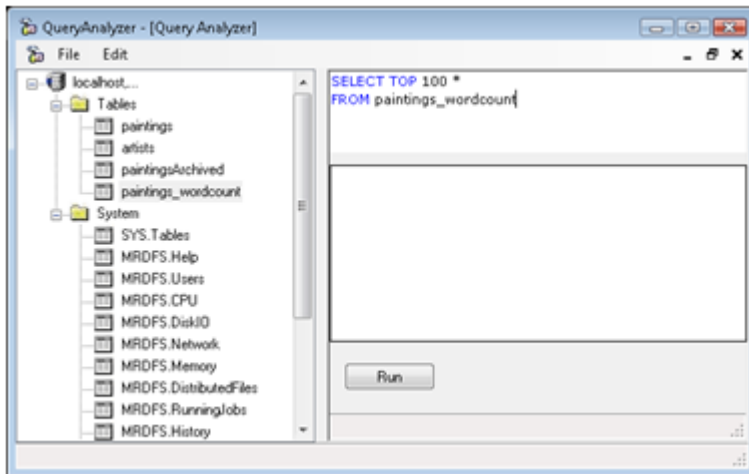 QueryAnalyzer - [Query Analyzer]
File Edit
localhost,...
Tables
paintings
artists
paintingsArchived
paintings_wordcount
System
SYS.Tables
MRDFS.Help
MRDFS.Users
MRDFS.CPU
MRDFS.DiskIO
MRDFS.Network
MRDFS.Memory
MRDFS.DistributedFiles
MRDFS.RunningJobs
MRDFS.History
SELECT TOP 100 *
FROM paintings_wordcount
Run